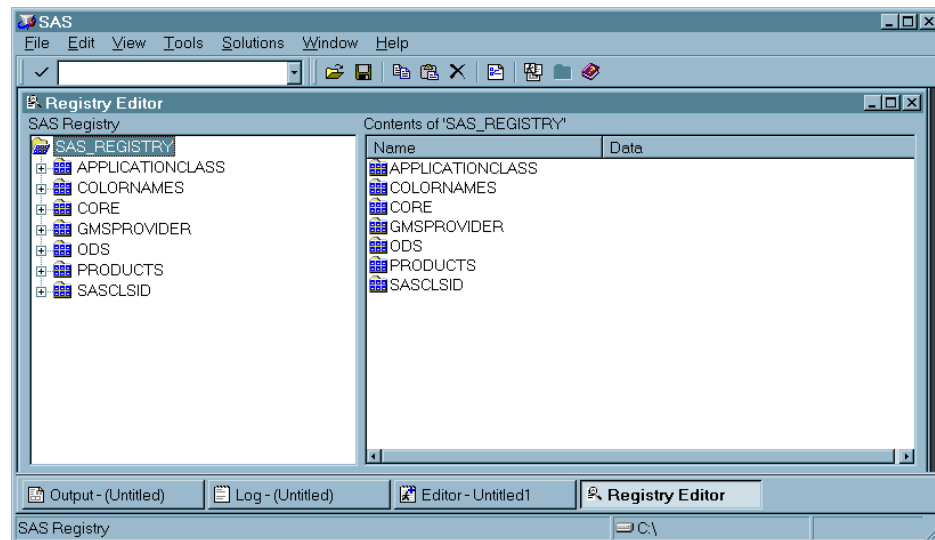 SAS
File Edit View Tools Solutions Window Help
Registry Editor
SAS Registry
Contents of 'SAS_REGISTRY'
SAS_REGISTRY
APPLICATIONCLASS
COLORNAMES
CORE
GMSPROVIDER
ODS
PRODUCTS
SASCLSID
Name Data
APPLICATIONCLASS
COLORNAMES
CORE
GMSPROVIDER
ODS
PRODUCTS
SASCLSID
Output - (Untitled) Log - (Untitled) Editor - Untitled1 Registry Editor
SAS Registry C:\